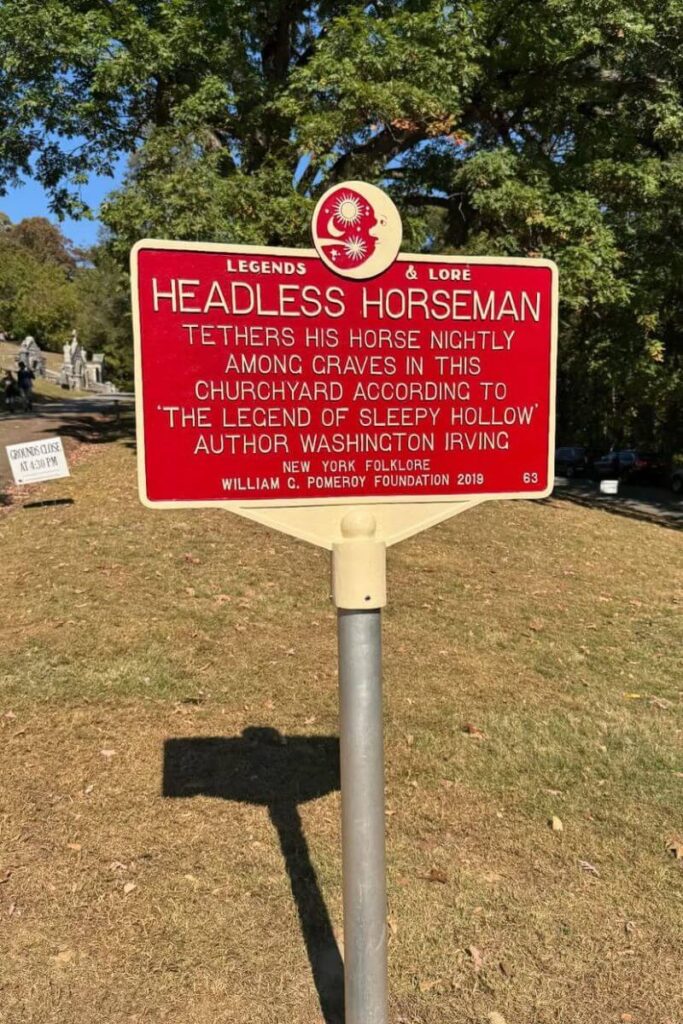 LEGENDS & LORE
HEADLESS HORSEMAN
TETHERS HIS HORSE NIGHTLY
AMONG GRAVES IN THIS
CHURCHYARD ACCORDING TO
'THE LEGEND OF SLEEPY HOLLOW'
AUTHOR WASHINGTON IRVING
NEW YORK FOLKLORE
WILLIAM G. POMEROY FOUNDATION 2019 63
GROUNDS CLOSE
AT 4:30 PM